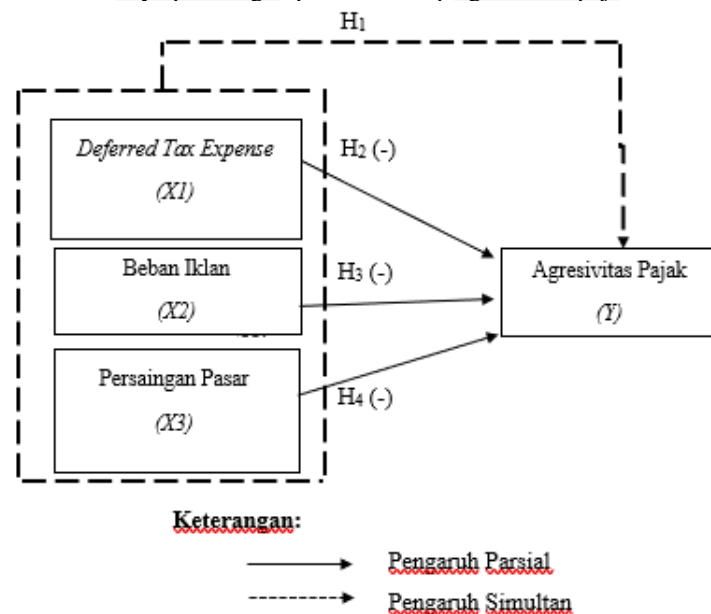 H1
Deferred Tax Expense
(X1)
H2 (-)
Beban Iklan
(X2)
H3 (-)
Agresivitas Pajak
(Y)
Persaingan Pasar
(X3)
H4 (-)
Keterangan:
Pengaruh Parsial
Pengaruh Simultan